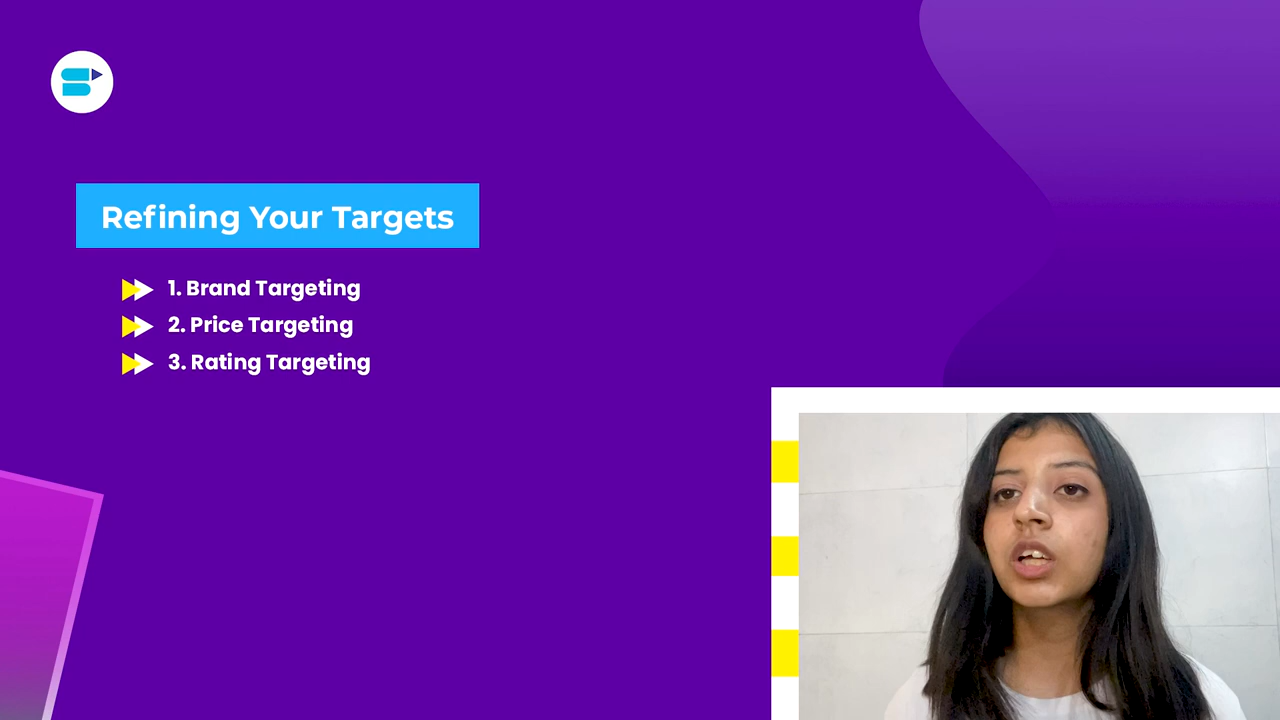 Refining Your Targets
1. Brand Targeting
2. Price Targeting
3. Rating Targeting